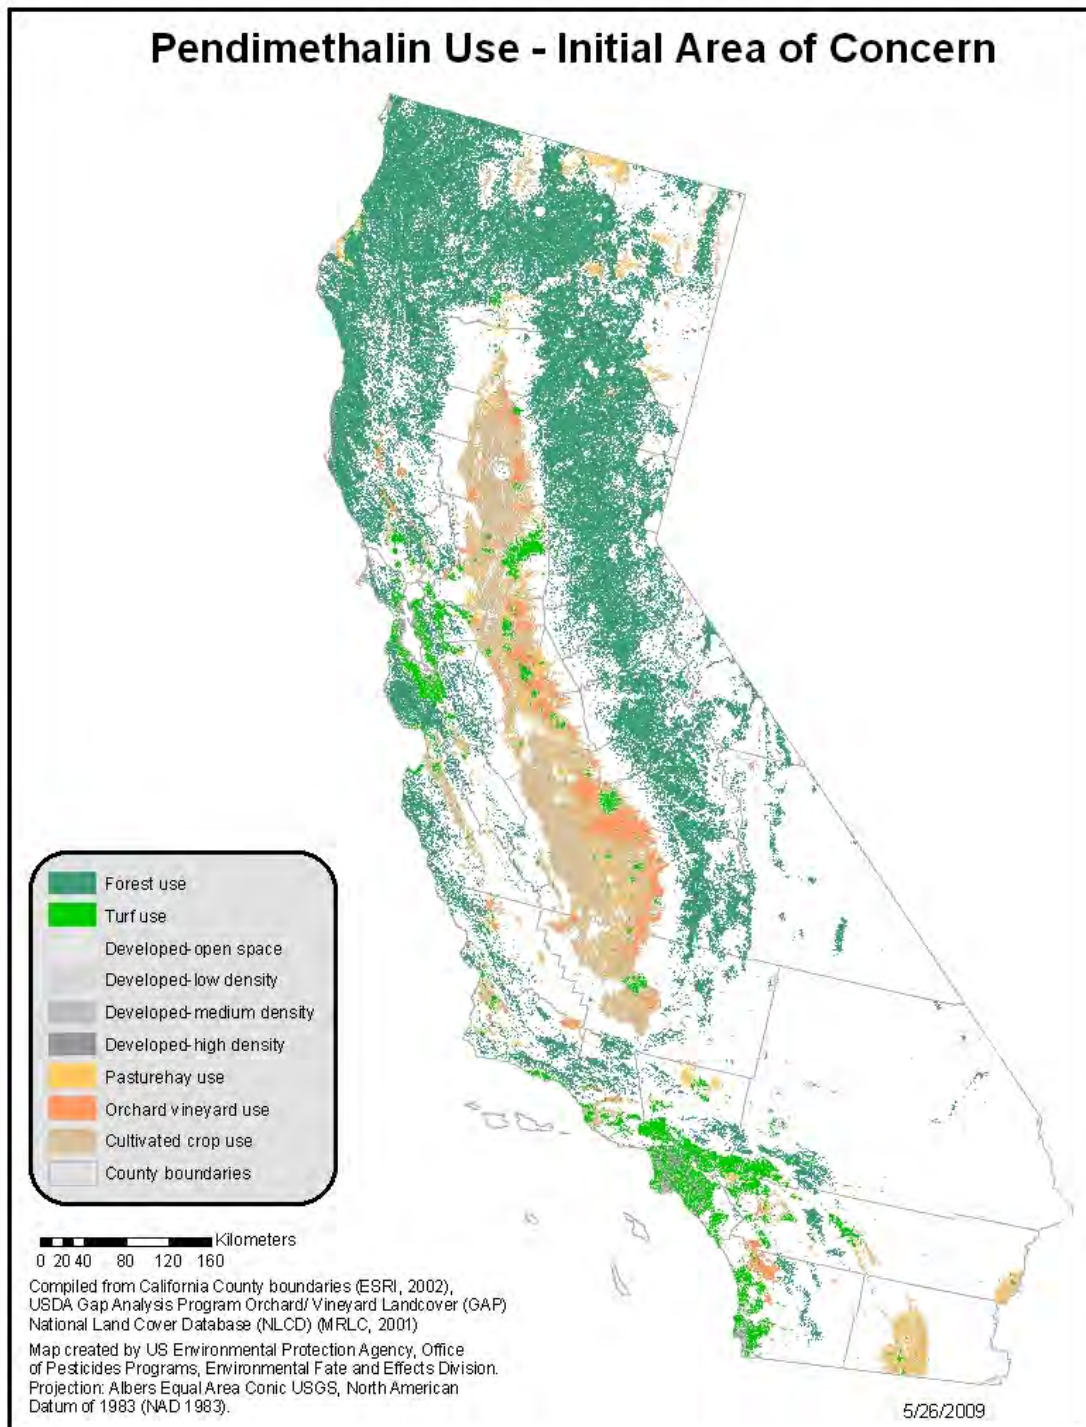 Pendimethalin Use - Initial Area of Concern
Forest use
Turf use
Developed-open space
Developed-low density
Developed-medium density
Developed-high density
Pasturehay use
Orchard vineyard use
Cultivated crop use
County boundaries
Kilometers
0 20 40 80 120 160
Compiled from California County boundaries (ESRI, 2002),
USDA Gap Analysis Program Orchard/ Vineyard Landcover (GAP)
National Land Cover Database (NLCD) (MRLC, 2001)
Map created by US Environmental Protection Agency, Office
of Pesticides Programs, Environmental Fate and Effects Division.
Projection: Albers Equal Area Conic USGS, North American
Datum of 1983 (NAD 1983).
5/26/2009